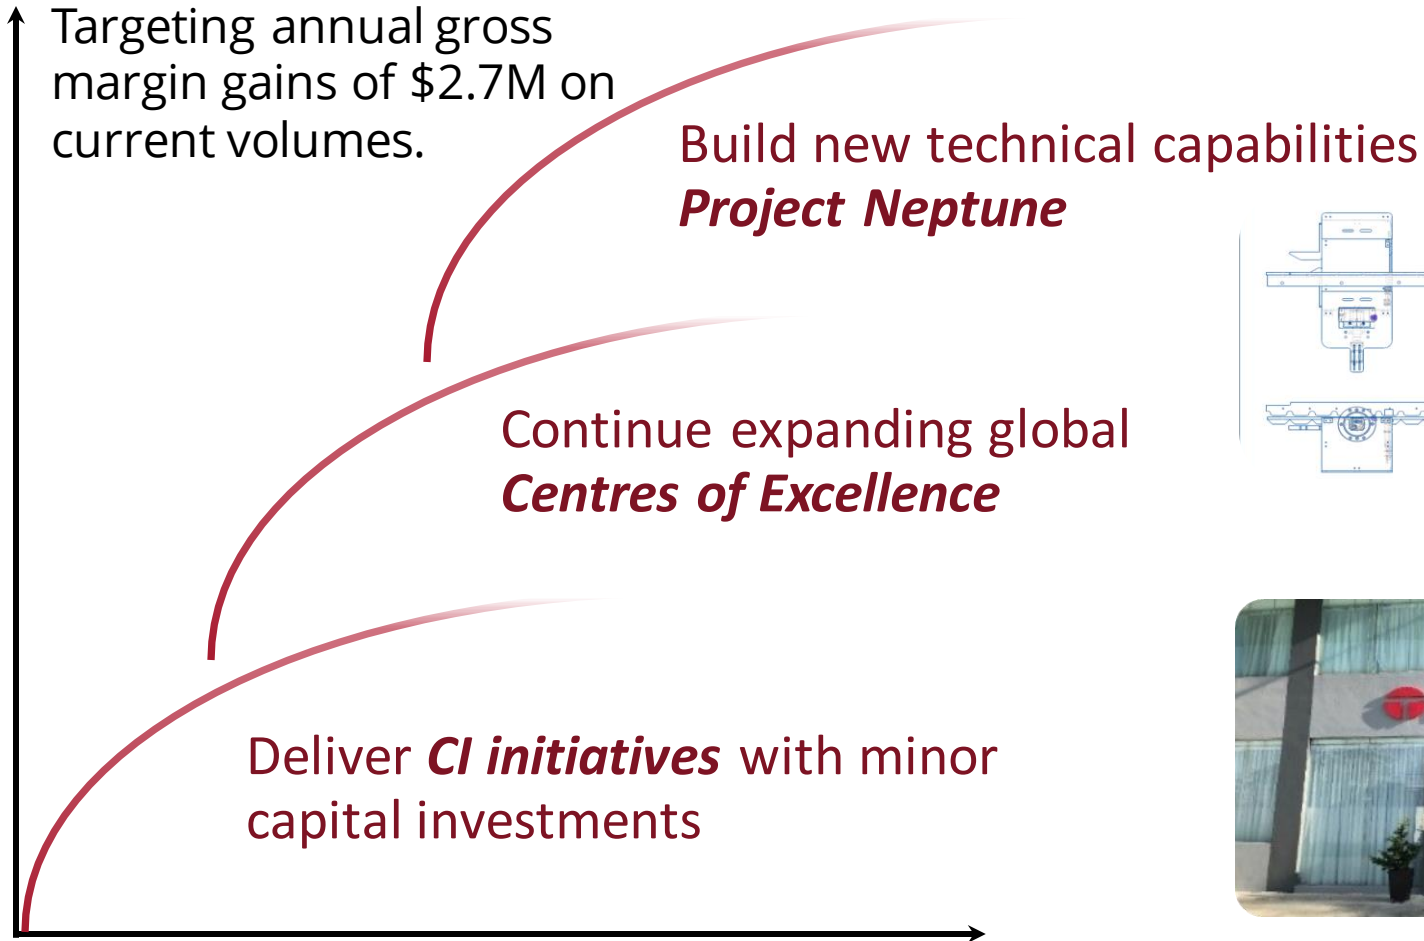 Targeting annual gross
margin gains of $2.7M on
current volumes.
Build new technical capabilities
Project Neptune
Continue expanding global
Centres of Excellence
Deliver CI initiatives with minor
capital investments